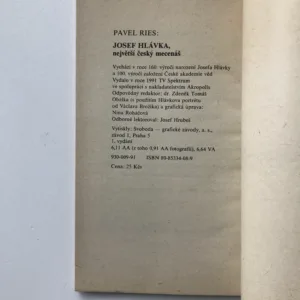 PAVEL RIES:
JOSEF HLÁVKA,
největší český mecenáš
Vychází v roce 160. výročí narození Josefa Hlávky
a 100. výročí založení České akademie věd
Vydalo v roce 1991 TV Spektrum
ve spolupráci s nakladatelstvím Akropolis
Odpovědný redaktor: dr. Zdeněk Tomáš
Obálka (s použitím Hlávkova portrétu
od Václava Brožíka) a grafická úprava:
Nina Rohalová
Odborně lektoroval: Josef Hrubeš
Vytiskly: Svoboda – grafické závody, a. s.,
závod 1, Praha 5
1. vydání
6,11 AA (z toho 0,91 AA fotografií), 6,64 VA
930-009-91 ISBN 80-85334-08-9
Cena: 25 Kčs